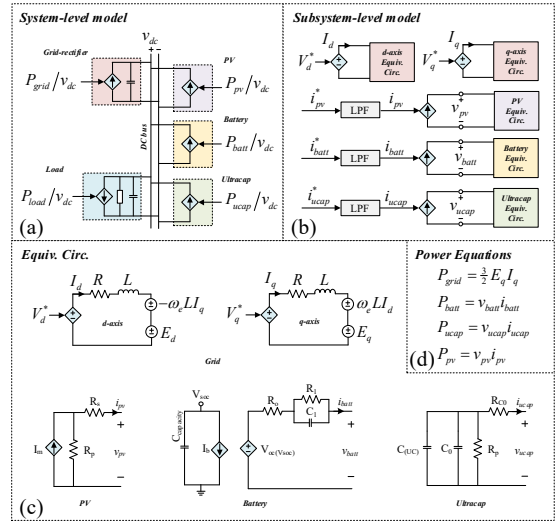 System-level model
v_dc
+ −
Grid-rectifier
P_grid/v_dc
PV
P_pv/v_dc
DC bus
Battery
P_batt/v_dc
Load
P_load/v_dc
Ultracap
P_ucap/v_dc
(a)
Subsystem-level model
I_d
V_d^*
d-axis
Equiv.
Circ.
I_q
V_q^*
q-axis
Equiv.
Circ.
i_pv^*
LPF
i_pv
+
v_pv
−
PV
Equiv.
Circ.
i_batt^*
LPF
i_batt
+
v_batt
−
Battery
Equiv.
Circ.
i_ucap^*
LPF
i_ucap
+
v_ucap
−
Ultracap
Equiv.
Circ.
(b)
Equiv. Circ.
I_d
R
L
V_d^*
−ω_e L I_q
d-axis
E_d
I_q
R
L
V_q^*
ω_e L I_d
q-axis
E_q
Grid
Power Equations
P_grid = 3/2 E_q I_q
P_batt = v_batt i_batt
P_ucap = v_ucap i_ucap
(d) P_pv = v_pv i_pv
R_s
i_pv
+
I_m
R_p
v_pv
−
PV
V_soc
C_capacity
I_b
R_o
R_1
C_1
i_batt
+
V_oc(Vsoc)
v_batt
−
Battery
R_C0
i_ucap
+
C_(UC)
C_0
R_p
v_ucap
−
Ultracap
(c)